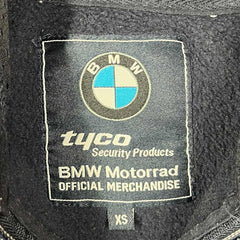 BMW
tyco
Security Products
BMW Motorrad
OFFICIAL MERCHANDISE
XS